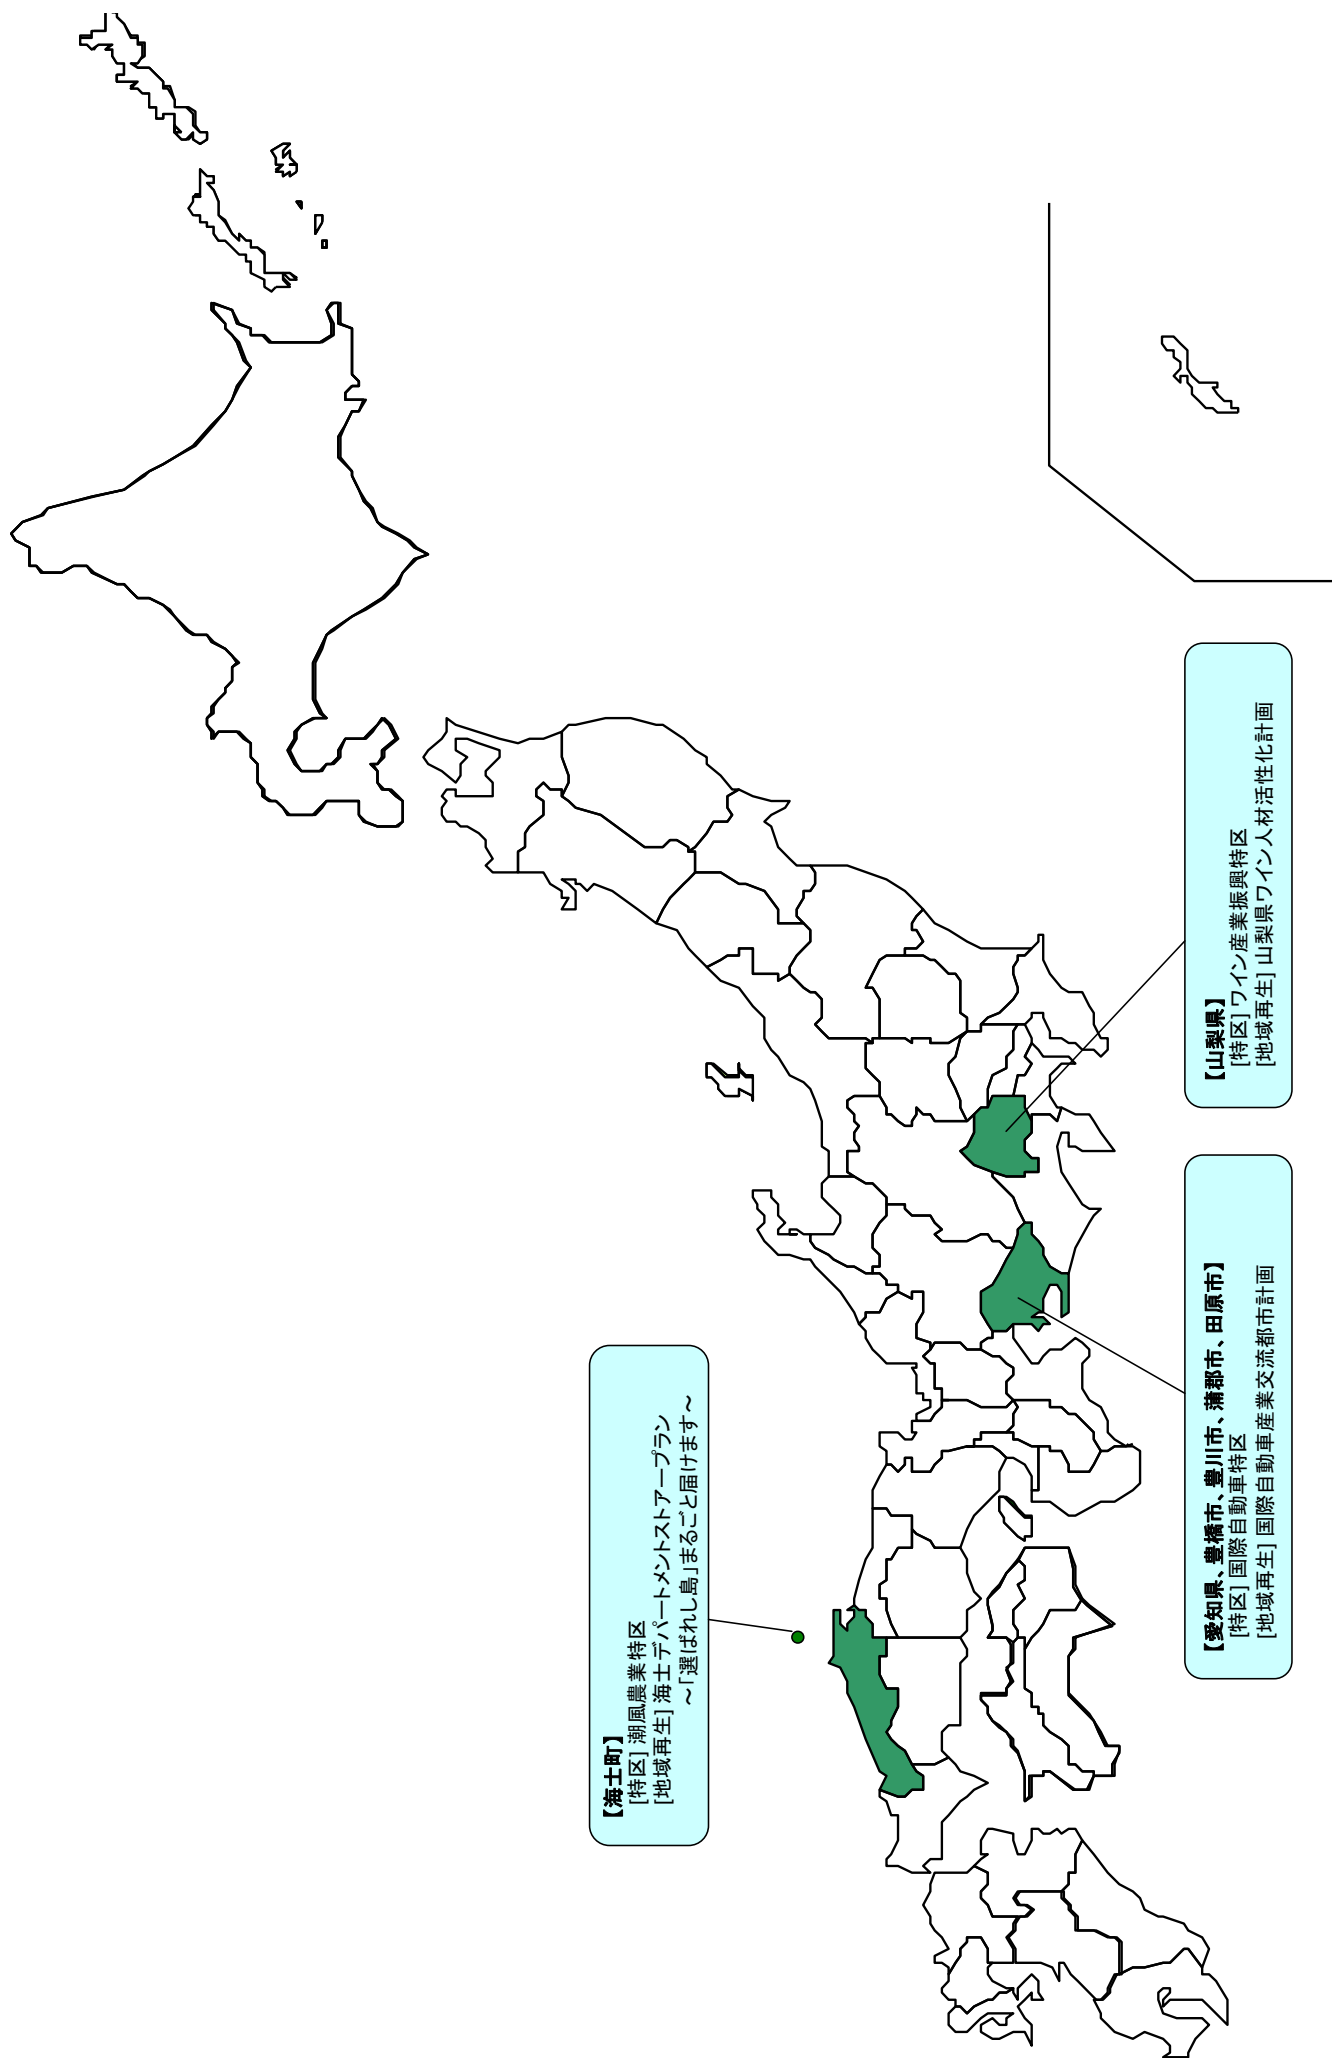 【海士町】
[特区] 潮風農業特区
[地域再生] 海士デパートメントストアープラン
～「選ばれし島」まるごと届けます～
【愛知県、豊橋市、豊川市、蒲郡市、田原市】
[特区] 国際自動車特区
[地域再生] 国際自動車産業交流都市計画
【山梨県】
[特区] ワイン産業振興特区
[地域再生] 山梨県ワイン人材活性化計画